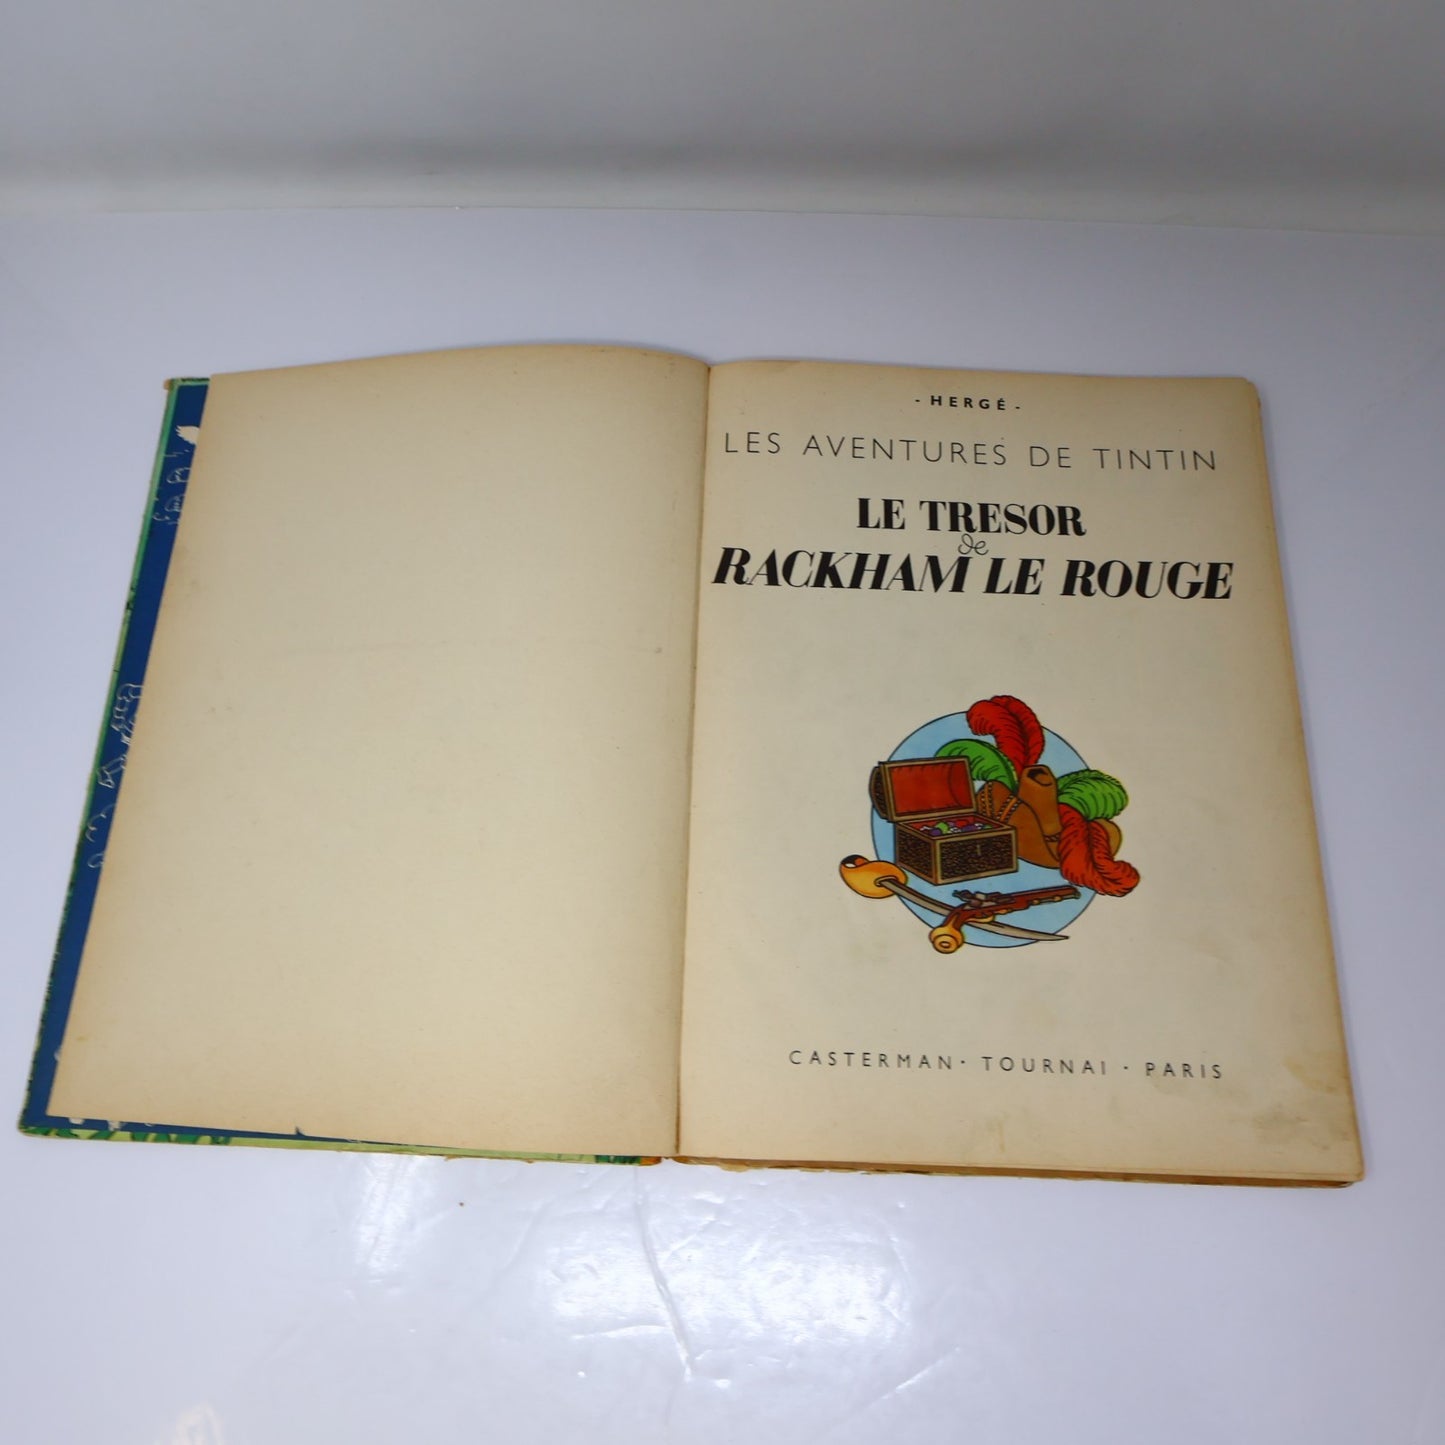 - HERGÉ -
LES AVENTURES DE TINTIN
LE TRESOR
de
RACKHAM LE ROUGE
CASTERMAN · TOURNAI · PARIS